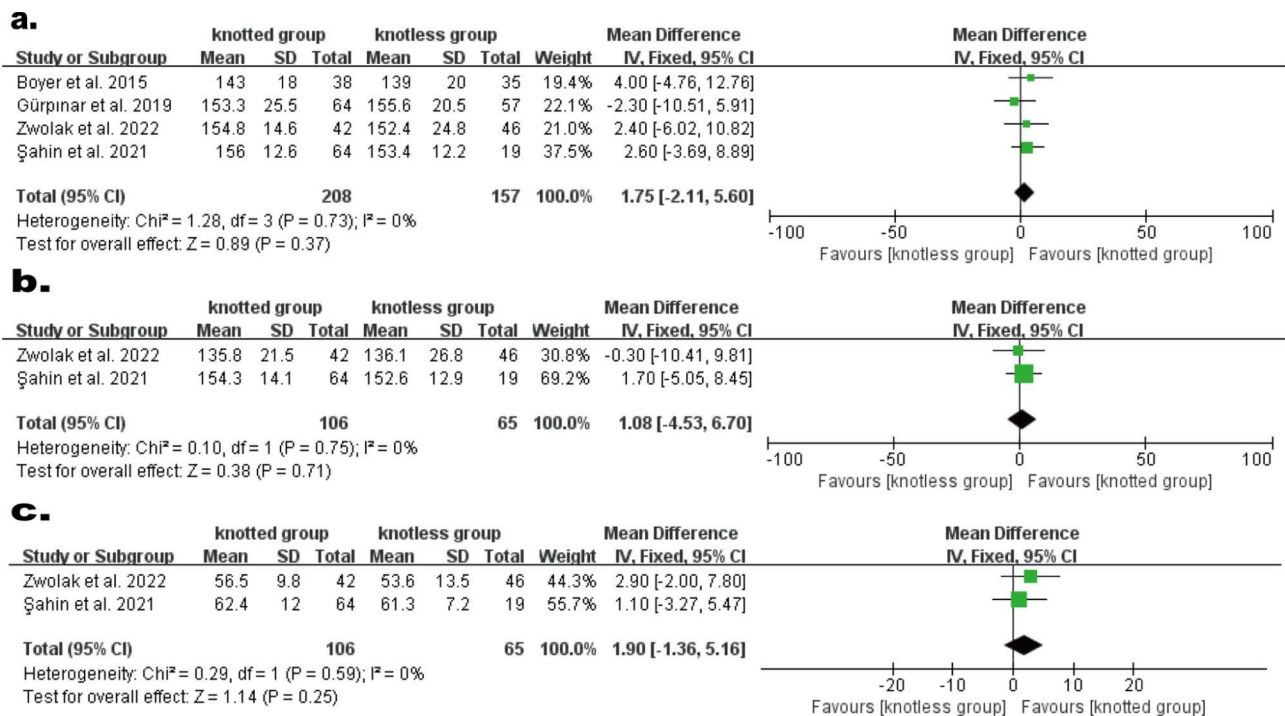 a.
knotted group knotless group Mean Difference Mean Difference
Study or Subgroup Mean SD Total Mean SD Total Weight IV, Fixed, 95% CI IV, Fixed, 95% CI
Boyer et al. 2015 143 18 38 139 20 35 19.4% 4.00 [-4.76, 12.76]
Gürpınar et al. 2019 153.3 25.5 64 155.6 20.5 57 22.1% -2.30 [-10.51, 5.91]
Zwolak et al. 2022 154.8 14.6 42 152.4 24.8 46 21.0% 2.40 [-6.02, 10.82]
Şahin et al. 2021 156 12.6 64 153.4 12.2 19 37.5% 2.60 [-3.69, 8.89]
Total (95% CI) 208 157 100.0% 1.75 [-2.11, 5.60]
Heterogeneity: Chi² = 1.28, df = 3 (P = 0.73); I² = 0%
Test for overall effect: Z = 0.89 (P = 0.37)
-100 -50 0 50 100
Favours [knotless group] Favours [knotted group]
b.
knotted group knotless group Mean Difference Mean Difference
Study or Subgroup Mean SD Total Mean SD Total Weight IV, Fixed, 95% CI IV, Fixed, 95% CI
Zwolak et al. 2022 135.8 21.5 42 136.1 26.8 46 30.8% -0.30 [-10.41, 9.81]
Şahin et al. 2021 154.3 14.1 64 152.6 12.9 19 69.2% 1.70 [-5.05, 8.45]
Total (95% CI) 106 65 100.0% 1.08 [-4.53, 6.70]
Heterogeneity: Chi² = 0.10, df = 1 (P = 0.75); I² = 0%
Test for overall effect: Z = 0.38 (P = 0.71)
-100 -50 0 50 100
Favours [knotless group] Favours [knotted group]
c.
knotted group knotless group Mean Difference Mean Difference
Study or Subgroup Mean SD Total Mean SD Total Weight IV, Fixed, 95% CI IV, Fixed, 95% CI
Zwolak et al. 2022 56.5 9.8 42 53.6 13.5 46 44.3% 2.90 [-2.00, 7.80]
Şahin et al. 2021 62.4 12 64 61.3 7.2 19 55.7% 1.10 [-3.27, 5.47]
Total (95% CI) 106 65 100.0% 1.90 [-1.36, 5.16]
Heterogeneity: Chi² = 0.29, df = 1 (P = 0.59); I² = 0%
Test for overall effect: Z = 1.14 (P = 0.25)
-20 -10 0 10 20
Favours [knotless group] Favours [knotted group]